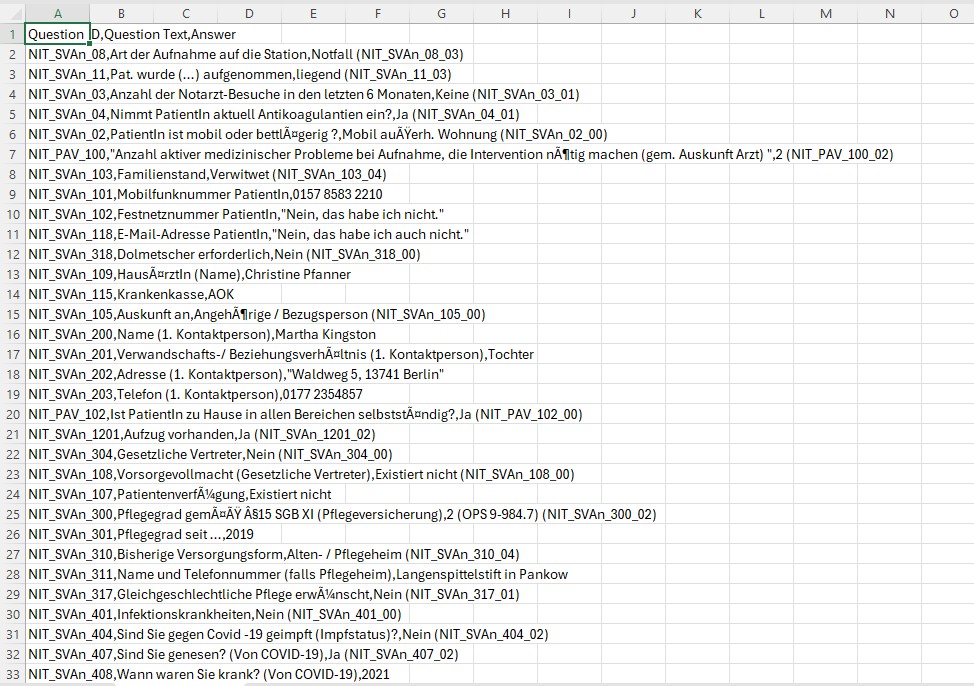 A B C D E F G H I J K L M N O
1 Question ID,Question Text,Answer
2 NIT_SVAn_08,Art der Aufnahme auf die Station,Notfall (NIT_SVAn_08_03)
3 NIT_SVAn_11,Pat. wurde (...) aufgenommen,liegend (NIT_SVAn_11_03)
4 NIT_SVAn_03,Anzahl der Notarzt-Besuche in den letzten 6 Monaten,Keine (NIT_SVAn_03_01)
5 NIT_SVAn_04,Nimmt PatientIn aktuell Antikoagulantien ein?,Ja (NIT_SVAn_04_01)
6 NIT_SVAn_02,PatientIn ist mobil oder bettlÃ¤gerig ?,Mobil auÃŸerh. Wohnung (NIT_SVAn_02_00)
7 NIT_PAV_100,"Anzahl aktiver medizinischer Probleme bei Aufnahme, die Intervention nÃ¶tig machen (gem. Auskunft Arzt) ",2 (NIT_PAV_100_02)
8 NIT_SVAn_103,Familienstand,Verwitwet (NIT_SVAn_103_04)
9 NIT_SVAn_101,Mobilfunknummer PatientIn,0157 8583 2210
10 NIT_SVAn_102,Festnetznummer PatientIn,"Nein, das habe ich nicht."
11 NIT_SVAn_118,E-Mail-Adresse PatientIn,"Nein, das habe ich auch nicht."
12 NIT_SVAn_318,Dolmetscher erforderlich,Nein (NIT_SVAn_318_00)
13 NIT_SVAn_109,HausÃ¤rztIn (Name),Christine Pfanner
14 NIT_SVAn_115,Krankenkasse,AOK
15 NIT_SVAn_105,Auskunft an,AngehÃ¶rige / Bezugsperson (NIT_SVAn_105_00)
16 NIT_SVAn_200,Name (1. Kontaktperson),Martha Kingston
17 NIT_SVAn_201,Verwandschafts-/ BeziehungsverhÃ¤ltnis (1. Kontaktperson),Tochter
18 NIT_SVAn_202,Adresse (1. Kontaktperson),"Waldweg 5, 13741 Berlin"
19 NIT_SVAn_203,Telefon (1. Kontaktperson),0177 2354857
20 NIT_PAV_102,Ist PatientIn zu Hause in allen Bereichen selbststÃ¤ndig?,Ja (NIT_PAV_102_00)
21 NIT_SVAn_1201,Aufzug vorhanden,Ja (NIT_SVAn_1201_02)
22 NIT_SVAn_304,Gesetzliche Vertreter,Nein (NIT_SVAn_304_00)
23 NIT_SVAn_108,Vorsorgevollmacht (Gesetzliche Vertreter),Existiert nicht (NIT_SVAn_108_00)
24 NIT_SVAn_107,PatientenverfÃ¼gung,Existiert nicht
25 NIT_SVAn_300,Pflegegrad gemÃ¤ÃŸ Â§15 SGB XI (Pflegeversicherung),2 (OPS 9-984.7) (NIT_SVAn_300_02)
26 NIT_SVAn_301,Pflegegrad seit ...,2019
27 NIT_SVAn_310,Bisherige Versorgungsform,Alten- / Pflegeheim (NIT_SVAn_310_04)
28 NIT_SVAn_311,Name und Telefonnummer (falls Pflegeheim),Langenspittelstift in Pankow
29 NIT_SVAn_317,Gleichgeschlechtliche Pflege erwÃ¼nscht,Nein (NIT_SVAn_317_01)
30 NIT_SVAn_401,Infektionskrankheiten,Nein (NIT_SVAn_401_00)
31 NIT_SVAn_404,Sind Sie gegen Covid -19 geimpft (Impfstatus)?,Nein (NIT_SVAn_404_02)
32 NIT_SVAn_407,Sind Sie genesen? (Von COVID-19),Ja (NIT_SVAn_407_02)
33 NIT_SVAn_408,Wann waren Sie krank? (Von COVID-19),2021